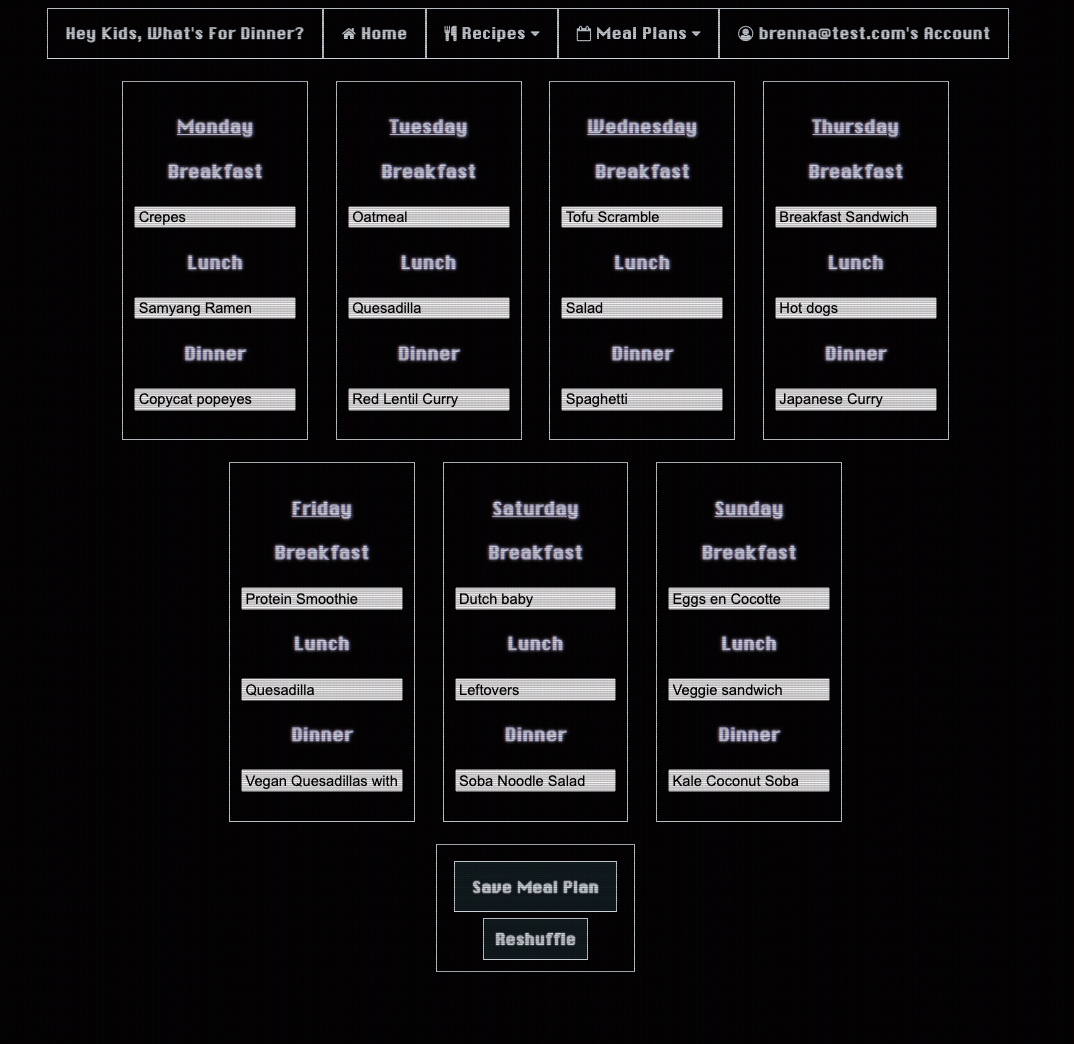 Hey Kids, What's For Dinner? Home Recipes Meal Plans brenna@test.com's Account
Monday
Breakfast
Crepes
Lunch
Samyang Ramen
Dinner
Copycat popeyes
Tuesday
Breakfast
Oatmeal
Lunch
Quesadilla
Dinner
Red Lentil Curry
Wednesday
Breakfast
Tofu Scramble
Lunch
Salad
Dinner
Spaghetti
Thursday
Breakfast
Breakfast Sandwich
Lunch
Hot dogs
Dinner
Japanese Curry
Friday
Breakfast
Protein Smoothie
Lunch
Quesadilla
Dinner
Vegan Quesadillas with
Saturday
Breakfast
Dutch baby
Lunch
Leftovers
Dinner
Soba Noodle Salad
Sunday
Breakfast
Eggs en Cocotte
Lunch
Veggie sandwich
Dinner
Kale Coconut Soba
Save Meal Plan
Reshuffle